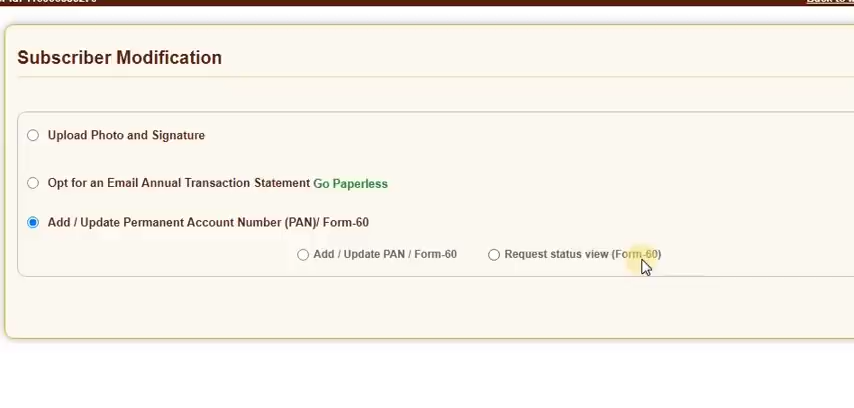 Subscriber Modification
Upload Photo and Signature
Opt for an Email Annual Transaction Statement Go Paperless
Add / Update Permanent Account Number (PAN)/ Form-60
Add / Update PAN / Form-60 Request status view (Form-60)